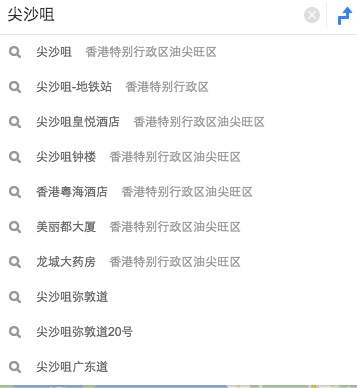 尖沙咀
尖沙咀 香港特别行政区油尖旺区
尖沙咀-地铁站 香港特别行政区
尖沙咀皇悦酒店 香港特别行政区油尖旺区
尖沙咀钟楼 香港特别行政区油尖旺区
香港粤海酒店 香港特别行政区油尖旺区
美丽都大厦 香港特别行政区油尖旺区
龙城大药房 香港特别行政区油尖旺区
尖沙咀弥敦道
尖沙咀弥敦道20号
尖沙咀广东道